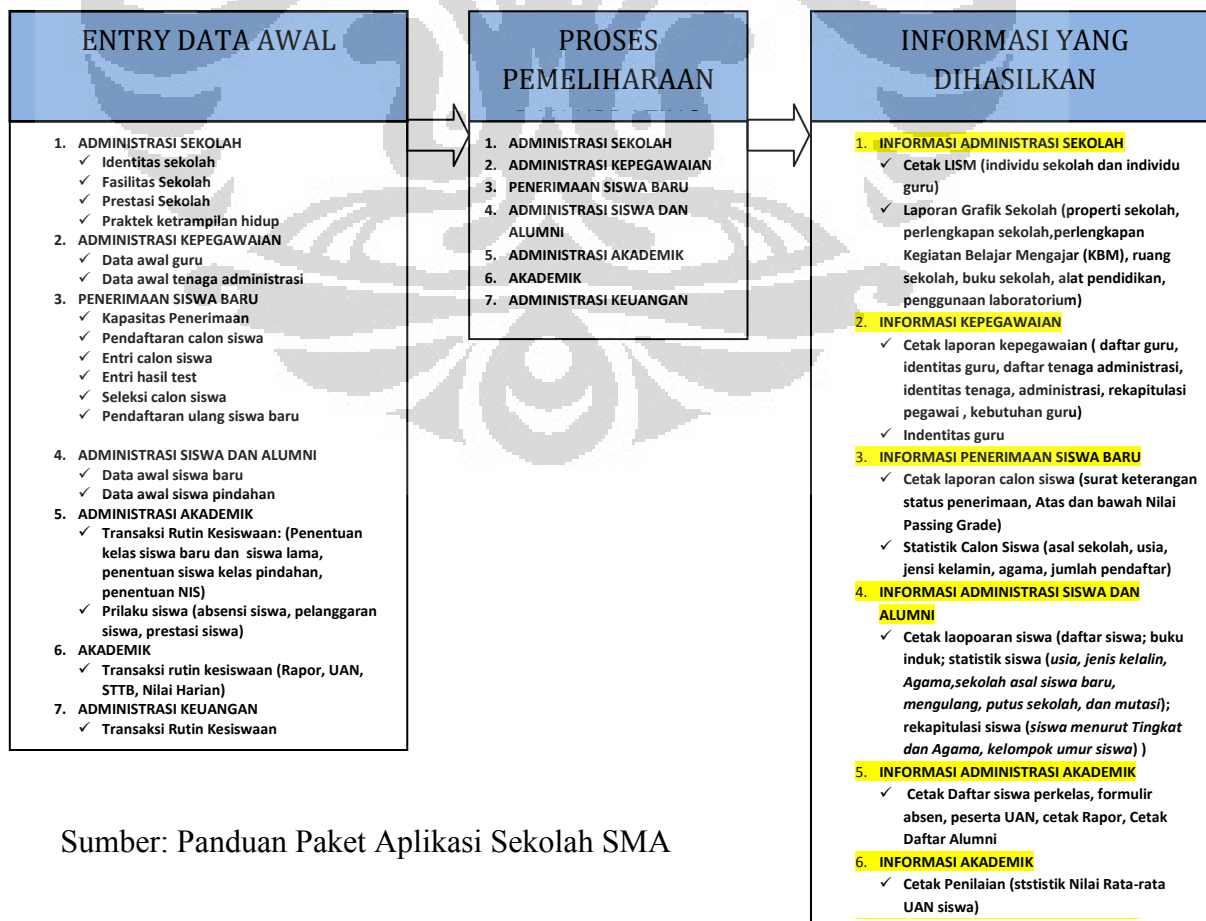 ENTRY DATA AWAL
1. ADMINISTRASI SEKOLAH
✓ Identitas sekolah
✓ Fasilitas Sekolah
✓ Prestasi Sekolah
✓ Praktek ketrampilan hidup
2. ADMINISTRASI KEPEGAWAIAN
✓ Data awal guru
✓ Data awal tenaga administrasi
3. PENERIMAAN SISWA BARU
✓ Kapasitas Penerimaan
✓ Pendaftaran calon siswa
✓ Entri calon siswa
✓ Entri hasil test
✓ Seleksi calon siswa
✓ Pendaftaran ulang siswa baru
4. ADMINISTRASI SISWA DAN ALUMNI
✓ Data awal siswa baru
✓ Data awal siswa pindahan
5. ADMINISTRASI AKADEMIK
✓ Transaksi Rutin Kesiswaan: (Penentuan
kelas siswa baru dan siswa lama,
penentuan siswa kelas pindahan,
penentuan NIS)
✓ Prilaku siswa (absensi siswa, pelanggaran
siswa, prestasi siswa)
6. AKADEMIK
✓ Transaksi rutin kesiswaan (Rapor, UAN,
STTB, Nilai Harian)
7. ADMINISTRASI KEUANGAN
✓ Transaksi Rutin Kesiswaan
PROSES
PEMELIHARAAN
1. ADMINISTRASI SEKOLAH
2. ADMINISTRASI KEPEGAWAIAN
3. PENERIMAAN SISWA BARU
4. ADMINISTRASI SISWA DAN
ALUMNI
5. ADMINISTRASI AKADEMIK
6. AKADEMIK
7. ADMINISTRASI KEUANGAN
INFORMASI YANG
DIHASILKAN
1. INFORMASI ADMINISTRASI SEKOLAH
✓ Cetak LISM (individu sekolah dan individu
guru)
✓ Laporan Grafik Sekolah (properti sekolah,
perlengkapan sekolah,perlengkapan
Kegiatan Belajar Mengajar (KBM), ruang
sekolah, buku sekolah, alat pendidikan,
penggunaan laboratorium)
2. INFORMASI KEPEGAWAIAN
✓ Cetak laporan kepegawaian ( daftar guru,
identitas guru, daftar tenaga administrasi,
identitas tenaga, administrasi, rekapitulasi
pegawai , kebutuhan guru)
✓ Indentitas guru
3. INFORMASI PENERIMAAN SISWA BARU
✓ Cetak laporan calon siswa (surat keterangan
status penerimaan, Atas dan bawah Nilai
Passing Grade)
✓ Statistik Calon Siswa (asal sekolah, usia,
jensi kelamin, agama, jumlah pendaftar)
4. INFORMASI ADMINISTRASI SISWA DAN
ALUMNI
✓ Cetak laopoaran siswa (daftar siswa; buku
induk; statistik siswa (usia, jenis kelalin,
Agama,sekolah asal siswa baru,
mengulang, putus sekolah, dan mutasi);
rekapitulasi siswa (siswa menurut Tingkat
dan Agama, kelompok umur siswa) )
5. INFORMASI ADMINISTRASI AKADEMIK
✓ Cetak Daftar siswa perkelas, formulir
absen, peserta UAN, cetak Rapor, Cetak
Daftar Alumni
6. INFORMASI AKADEMIK
✓ Cetak Penilaian (ststistik Nilai Rata-rata
UAN siswa)
Sumber: Panduan Paket Aplikasi Sekolah SMA